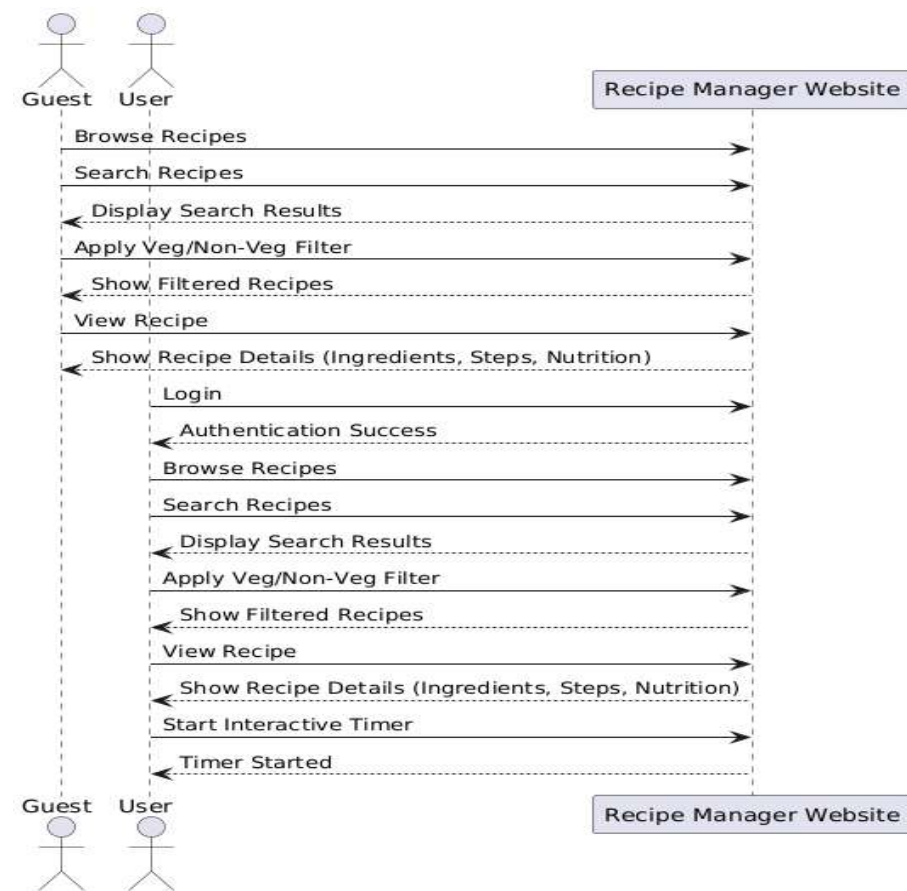 Guest User
Recipe Manager Website
Browse Recipes
Search Recipes
Display Search Results
Apply Veg/Non-Veg Filter
Show Filtered Recipes
View Recipe
Show Recipe Details (Ingredients, Steps, Nutrition)
Login
Authentication Success
Browse Recipes
Search Recipes
Display Search Results
Apply Veg/Non-Veg Filter
Show Filtered Recipes
View Recipe
Show Recipe Details (Ingredients, Steps, Nutrition)
Start Interactive Timer
Timer Started
Guest User
Recipe Manager Website